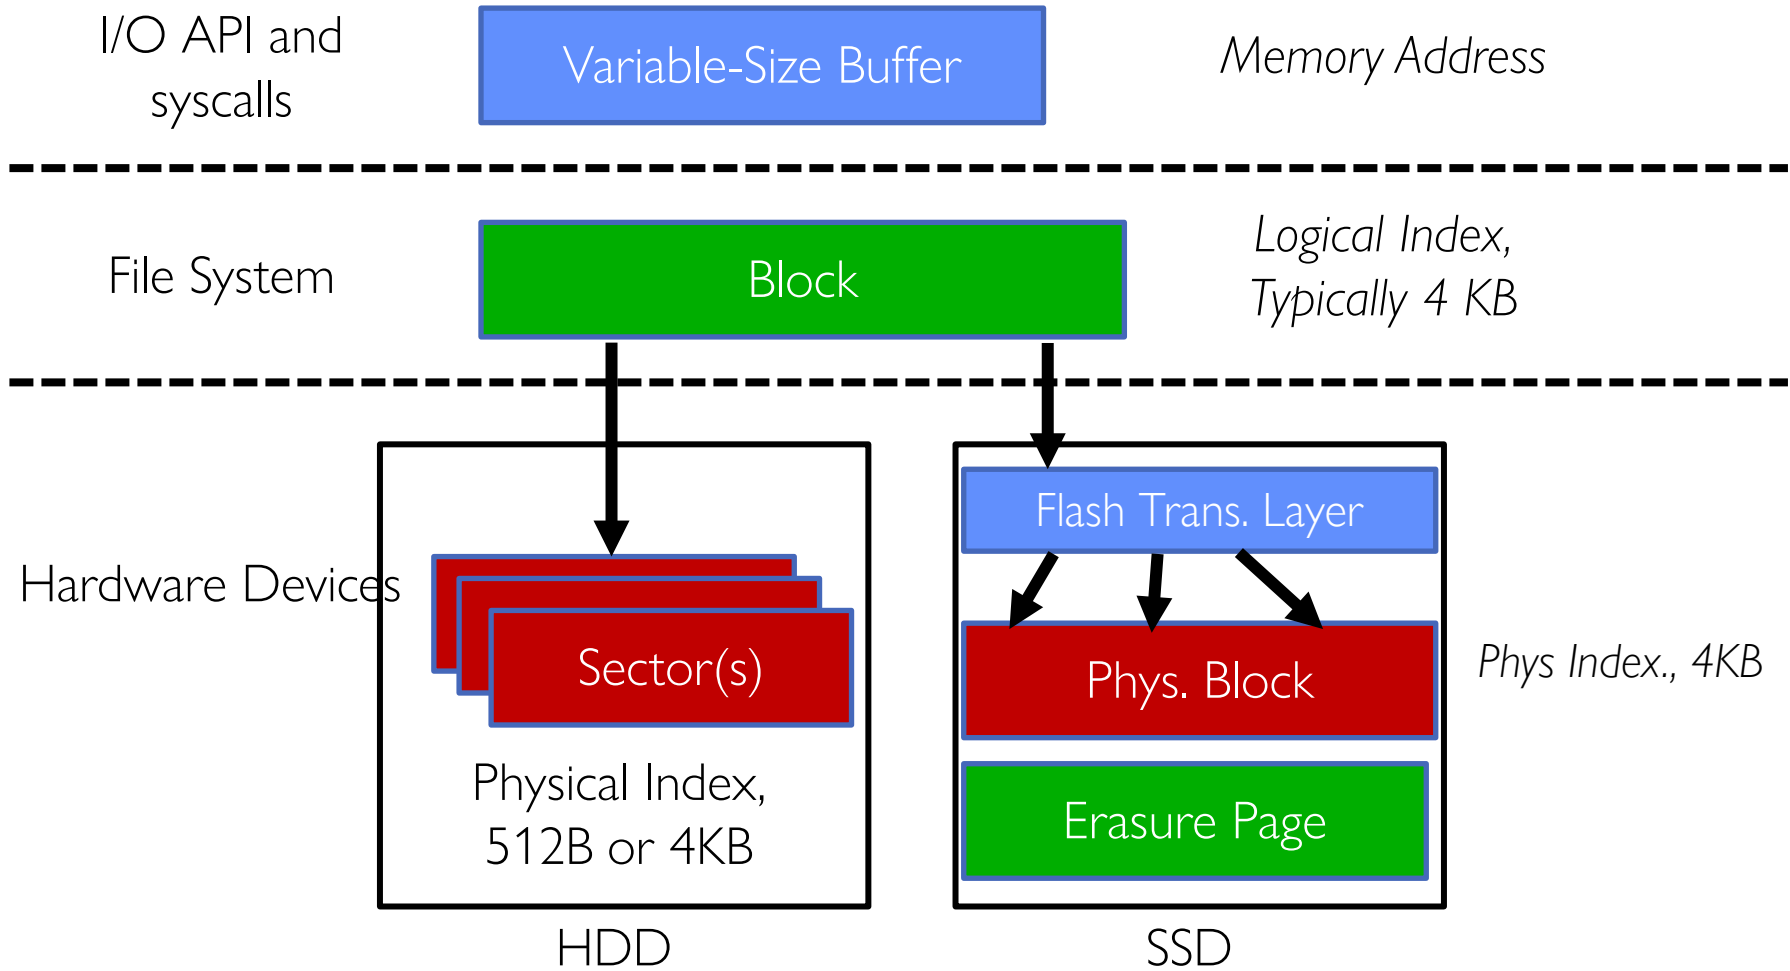 I/O API and
syscalls
Variable-Size Buffer
Memory Address
File System
Block
Logical Index,
Typically 4 KB
Hardware Devices
Sector(s)
Physical Index,
512B or 4KB
HDD
Flash Trans. Layer
Phys. Block
Erasure Page
SSD
Phys Index., 4KB